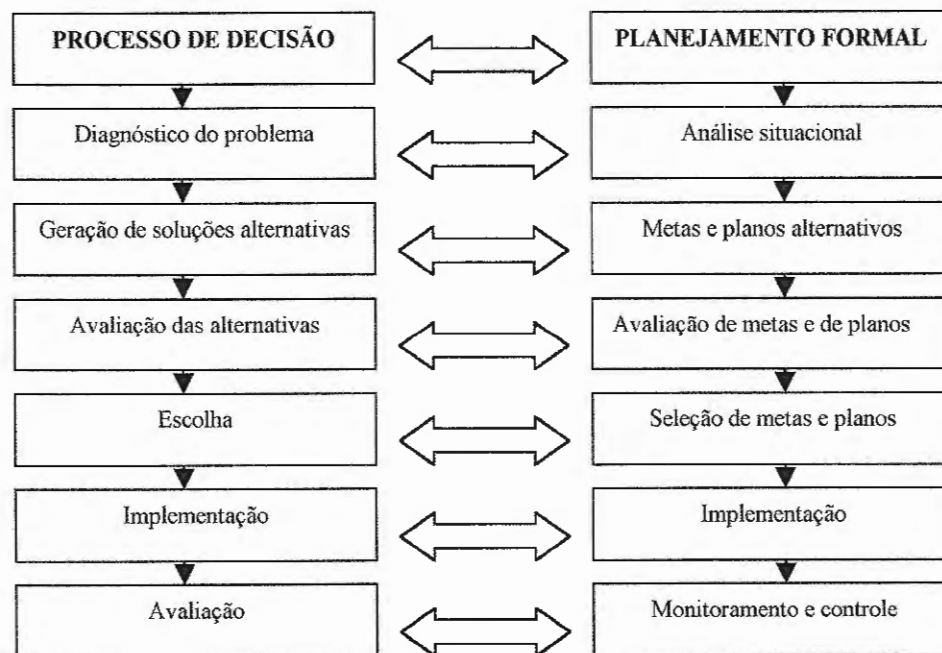 PROCESSO DE DECISÃO
PLANEJAMENTO FORMAL
Diagnóstico do problema
Análise situacional
Geração de soluções alternativas
Metas e planos alternativos
Avaliação das alternativas
Avaliação de metas e de planos
Escolha
Seleção de metas e planos
Implementação
Implementação
Avaliação
Monitoramento e controle